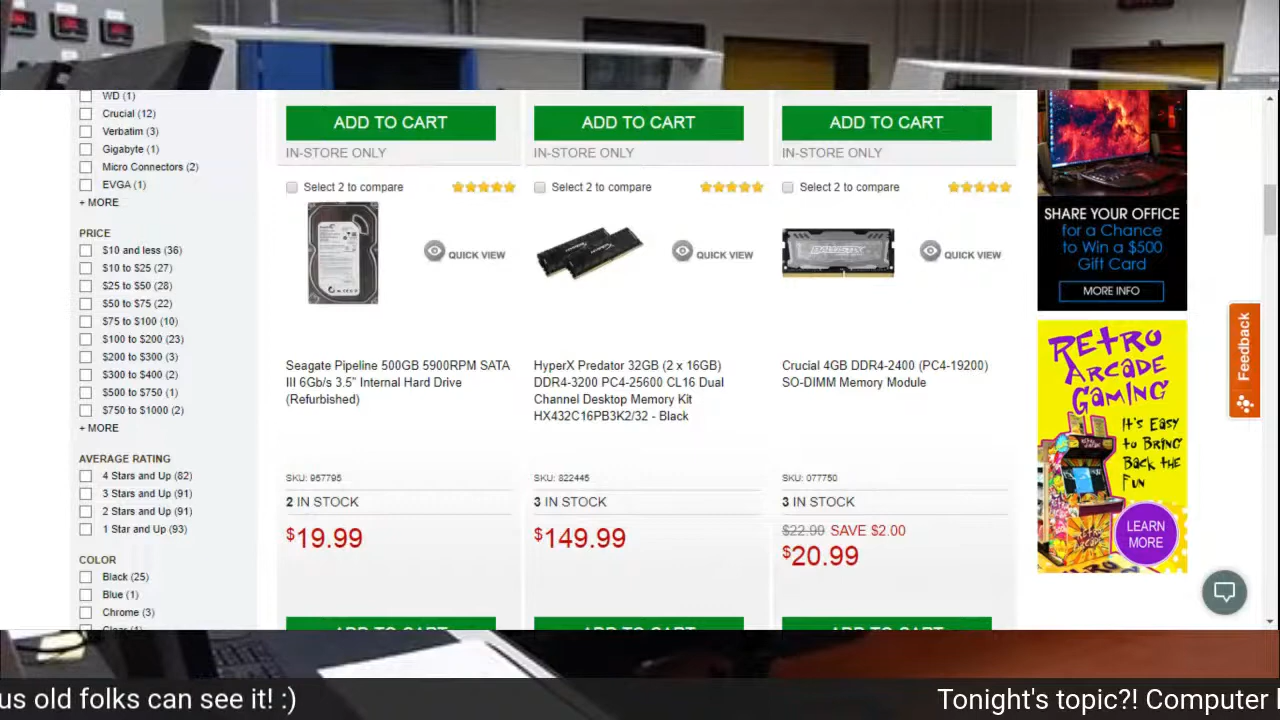 WD (1)
Crucial (12)
Verbatim (3)
Gigabyte (1)
Micro Connectors (2)
EVGA (1)
+ MORE
PRICE
$10 and less (36)
$10 to $25 (27)
$25 to $50 (28)
$50 to $75 (22)
$75 to $100 (10)
$100 to $200 (23)
$200 to $300 (3)
$300 to $400 (2)
$500 to $750 (1)
$750 to $1000 (2)
+ MORE
AVERAGE RATING
4 Stars and Up (82)
3 Stars and Up (91)
2 Stars and Up (91)
1 Star and Up (93)
COLOR
Black (25)
Blue (1)
Chrome (3)
ADD TO CART
IN-STORE ONLY
Select 2 to compare
QUICK VIEW
Seagate Pipeline 500GB 5900RPM SATA
III 6Gb/s 3.5" Internal Hard Drive
(Refurbished)
SKU: 957795
2 IN STOCK
$19.99
ADD TO CART
ADD TO CART
IN-STORE ONLY
Select 2 to compare
QUICK VIEW
HyperX Predator 32GB (2 x 16GB)
DDR4-3200 PC4-25600 CL16 Dual
Channel Desktop Memory Kit
HX432C16PB3K2/32 - Black
SKU: 822445
3 IN STOCK
$149.99
ADD TO CART
ADD TO CART
IN-STORE ONLY
Select 2 to compare
BALLISTIX
QUICK VIEW
Crucial 4GB DDR4-2400 (PC4-19200)
SO-DIMM Memory Module
SKU: 077750
3 IN STOCK
$22.99 SAVE $2.00
$20.99
ADD TO CART
SHARE YOUR OFFICE
for a Chance
to Win a $500
Gift Card
MORE INFO
Feedback
RETRO
ARCADE
GAMING
IT'S EASY
TO BRING
BACK THE
FUN
LEARN
MORE
us old folks can see it! :)
Tonight's topic?! Computer